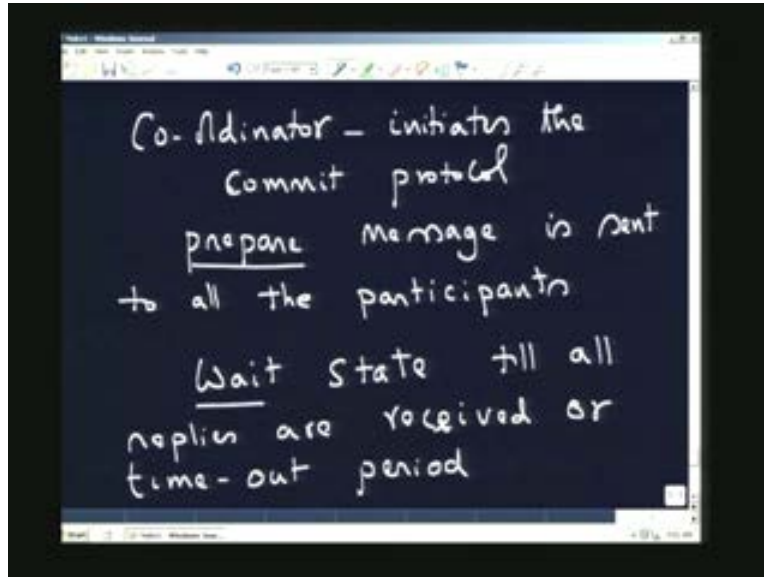 Co-ordinator - initiates the
commit protocol
prepare message is sent
to all the participants
Wait state till all
replies are received or
time-out period